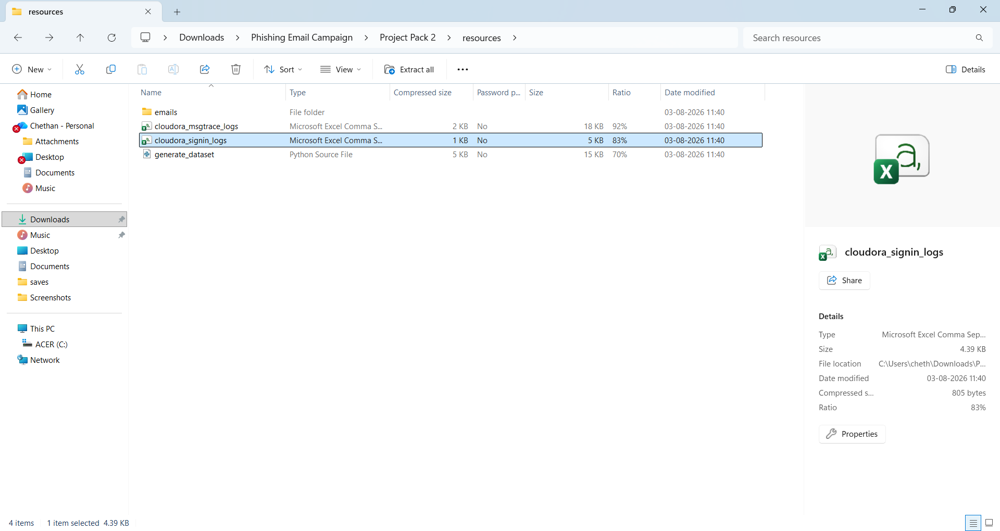 resources
Downloads
Phishing Email Campaign
Project Pack 2
resources
Search resources
New
Sort
View
Extract all
Details
Home
Gallery
Chethan - Personal
Attachments
Desktop
Documents
Music
Downloads
Music
Desktop
Documents
saves
Screenshots
This PC
ACER (C:)
Network
Name Type Compressed size Password p... Size Ratio Date modified
emails File folder 03-08-2026 11:40
cloudora_msgtrace_logs Microsoft Excel Comma S... 2 KB No 18 KB 92% 03-08-2026 11:40
cloudora_signin_logs Microsoft Excel Comma S... 1 KB No 5 KB 83% 03-08-2026 11:40
generate_dataset Python Source File 5 KB No 15 KB 70% 03-08-2026 11:40
a,
X
cloudora_signin_logs
Share
Details
Type Microsoft Excel Comma Sep...
Size 4.39 KB
File location C:\Users\cheth\Downloads\P...
Date modified 03-08-2026 11:40
Compressed s... 805 bytes
Ratio 83%
Properties
4 items 1 item selected 4.39 KB